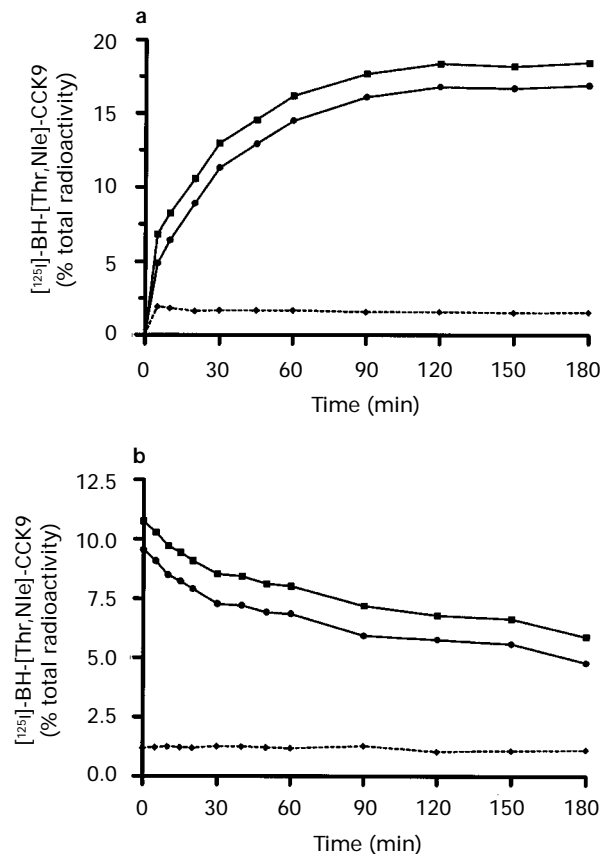 a
20
15
10
5
0
[¹²⁵I]-BH-[Thr,Nle]-CCK9
(% total radioactivity)
0 30 60 90 120 150 180
Time (min)
b
12.5
10.0
7.5
5.0
2.5
0.0
[¹²⁵I]-BH-[Thr,Nle]-CCK9
(% total radioactivity)
0 30 60 90 120 150 180
Time (min)